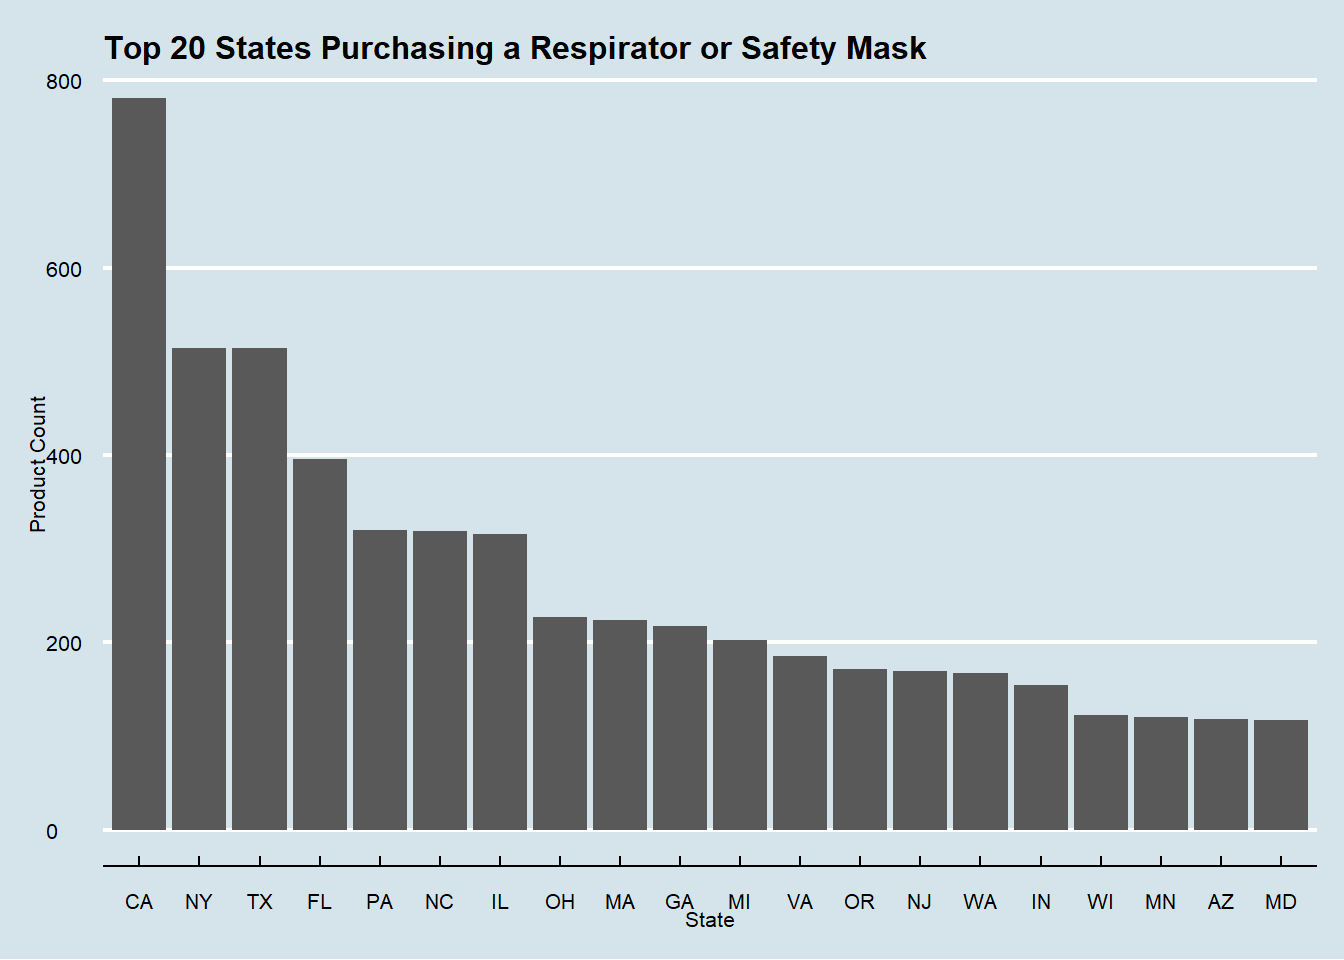 Top 20 States Purchasing a Respirator or Safety Mask
Product Count
800
600
400
200
0
CA NY TX FL PA NC IL OH MA GA MI VA OR NJ WA IN WI MN AZ MD
State